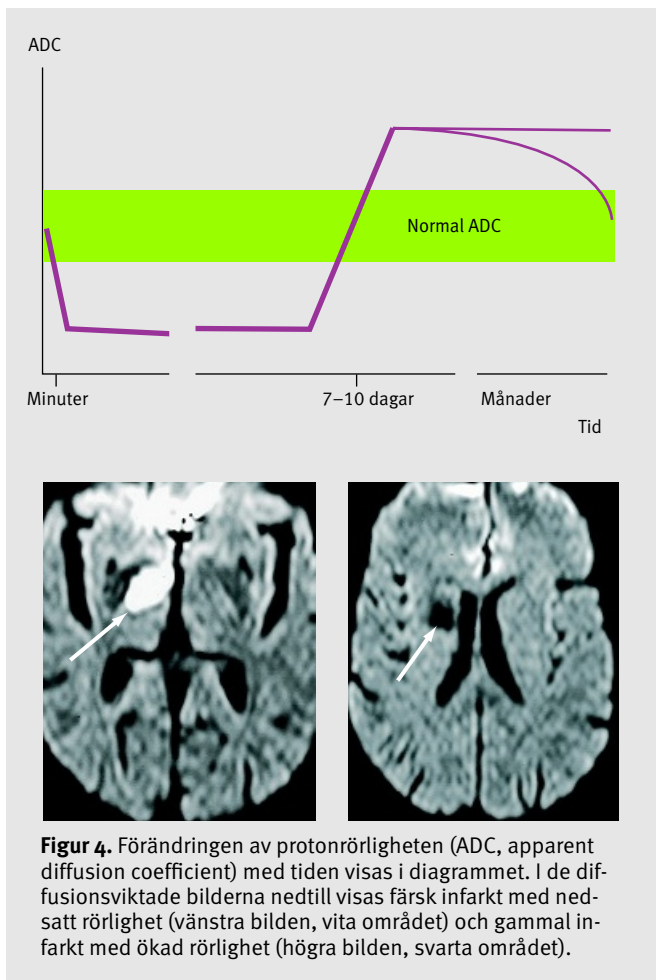 ADC
Normal ADC
Minuter
7–10 dagar
Månader
Tid
Figur 4. Förändringen av protonrörligheten (ADC, apparent
diffusion coefficient) med tiden visas i diagrammet. I de dif-
fusionsviktade bilderna nedtill visas färsk infarkt med ned-
satt rörlighet (vänstra bilden, vita området) och gammal in-
farkt med ökad rörlighet (högra bilden, svarta området).